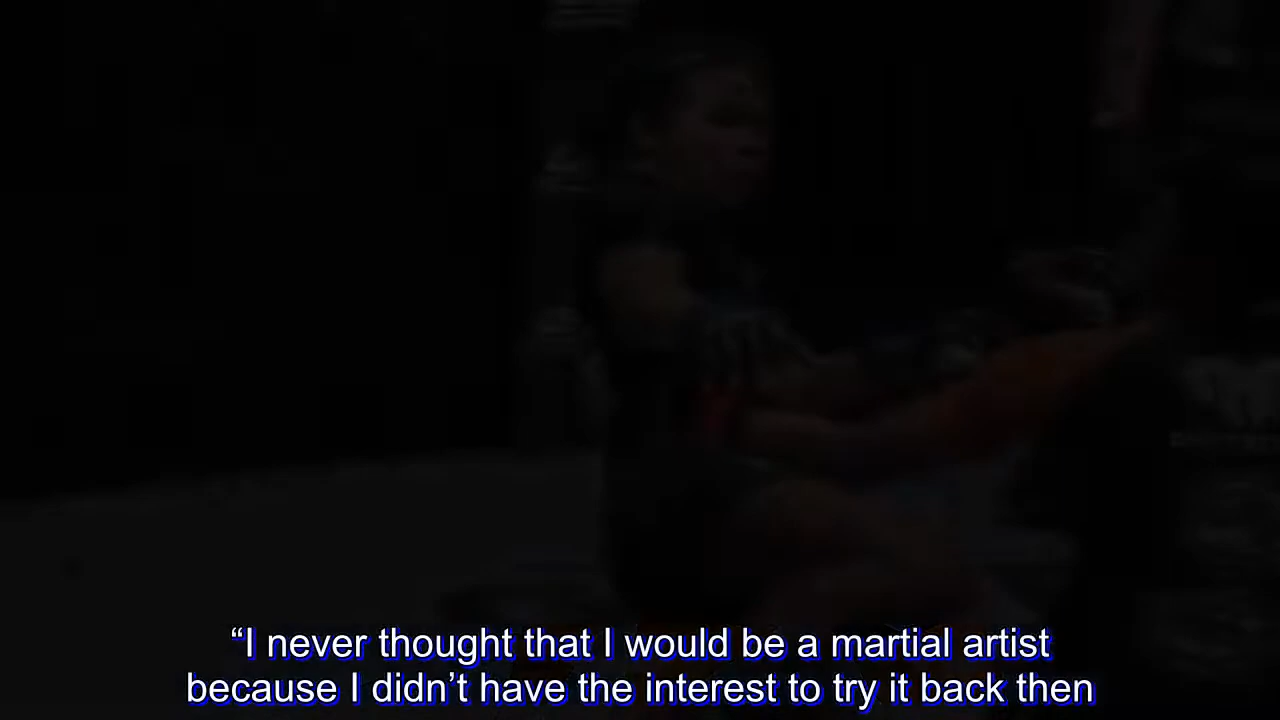 “I never thought that I would be a martial artist
because I didn’t have the interest to try it back then